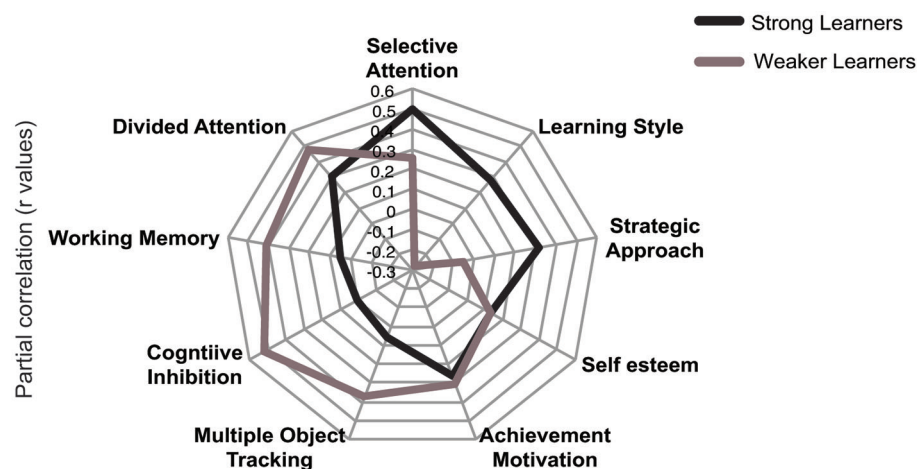 Strong Learners
Weaker Learners
Selective
Attention
0.6
0.5
0.4
0.3
0.2
0.1
0
-0.1
-0.2
-0.3
Divided Attention
Learning Style
Working Memory
Strategic
Approach
Cogntiive
Inhibition
Self esteem
Multiple Object
Tracking
Achievement
Motivation
Partial correlation (r values)